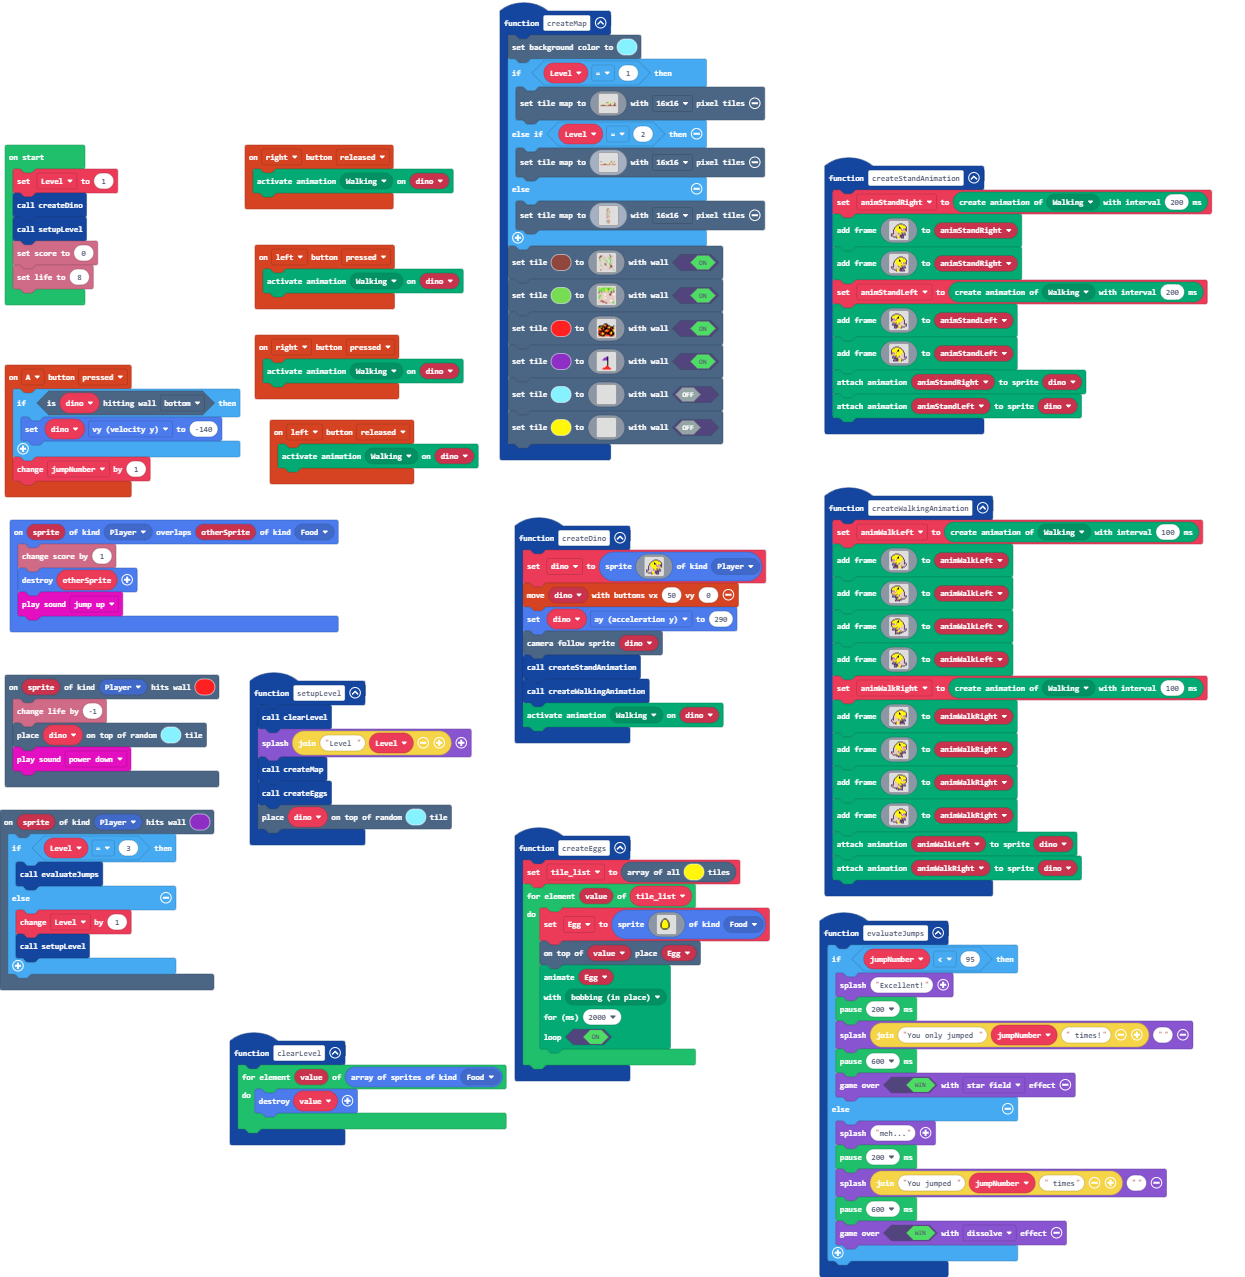 on start
set Level to 1
call createDino
call setupLevel
set score to 0
set life to 8
on A button pressed
if is dino hitting wall bottom then
set dino vy (velocity y) to -140
change jumpNumber by 1
on right button released
activate animation Walking on dino
on left button pressed
activate animation Walking on dino
on right button pressed
activate animation Walking on dino
on left button released
activate animation Walking on dino
on sprite of kind Player overlaps otherSprite of kind Food
change score by 1
destroy otherSprite
play sound jump up
on sprite of kind Player hits wall
change life by -1
place dino on top of random tile
play sound power down
on sprite of kind Player hits wall
if Level = 3 then
call evaluateJumps
else
change Level by 1
call setupLevel
function setupLevel
call clearLevel
splash join "Level " Level
call createMap
call createEggs
place dino on top of random tile
function clearLevel
for element value of array of sprites of kind Food
do destroy value
function createMap
set background color to
if Level = 1 then
set tile map to with 16x16 pixel tiles
else if Level = 2 then
set tile map to with 16x16 pixel tiles
else
set tile map to with 16x16 pixel tiles
set tile to with wall ON
set tile to with wall ON
set tile to with wall ON
set tile to with wall ON
set tile to with wall OFF
set tile to with wall OFF
function createDino
set dino to sprite of kind Player
move dino with buttons vx 50 vy 0
set dino ay (acceleration y) to 290
camera follow sprite dino
call createStandAnimation
call createWalkingAnimation
activate animation Walking on dino
function createEggs
set tile_list to array of all tiles
for element value of tile_list
do set Egg to sprite of kind Food
on top of value place Egg
animate Egg
with bobbing (in place)
for (ms) 2000
loop ON
function createStandAnimation
set animStandRight to create animation of Walking with interval 200 ms
add frame to animStandRight
add frame to animStandRight
set animStandLeft to create animation of Walking with interval 200 ms
add frame to animStandLeft
add frame to animStandLeft
attach animation animStandRight to sprite dino
attach animation animStandLeft to sprite dino
function createWalkingAnimation
set animWalkLeft to create animation of Walking with interval 100 ms
add frame to animWalkLeft
add frame to animWalkLeft
add frame to animWalkLeft
add frame to animWalkLeft
set animWalkRight to create animation of Walking with interval 100 ms
add frame to animWalkRight
add frame to animWalkRight
add frame to animWalkRight
add frame to animWalkRight
attach animation animWalkLeft to sprite dino
attach animation animWalkRight to sprite dino
function evaluateJumps
if jumpNumber < 95 then
splash "Excellent!"
pause 200 ms
splash join "You only jumped " jumpNumber " times!" ""
pause 600 ms
game over WIN with star field effect
else
splash "meh..."
pause 200 ms
splash join "You jumped " jumpNumber " times" ""
pause 600 ms
game over WIN with dissolve effect